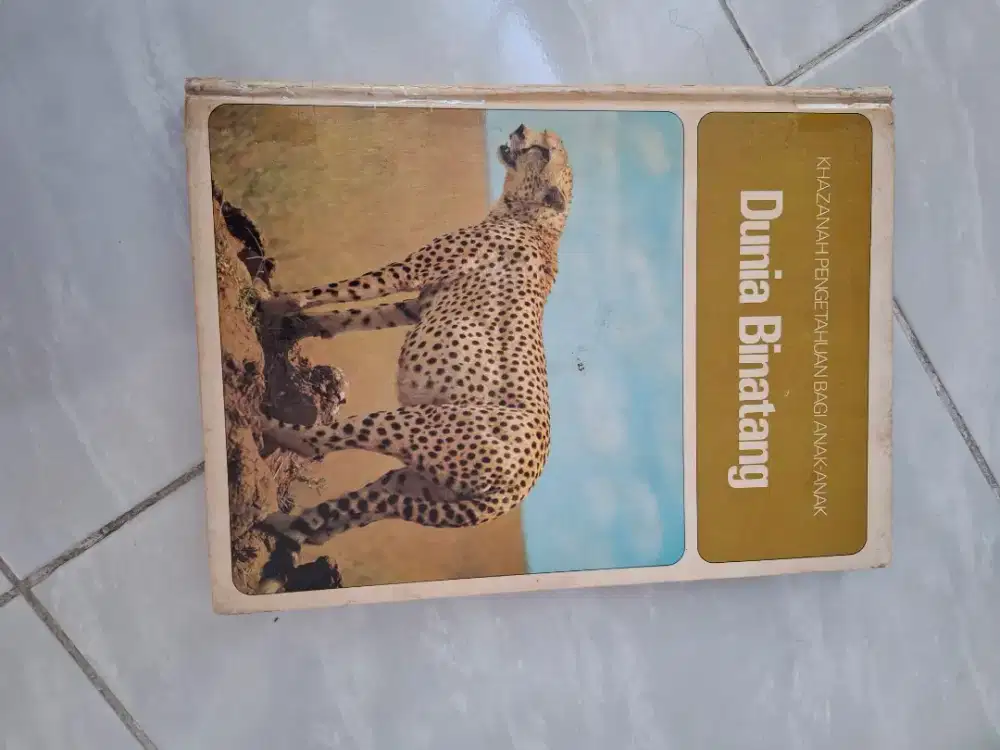 KHAZANAH PENGETAHUAN BAGI ANAK-ANAK
Dunia Binatang